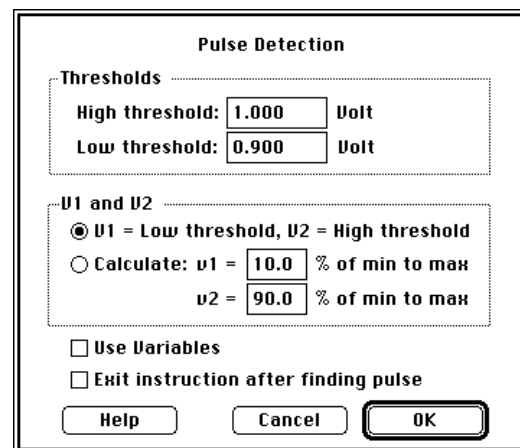 Pulse Detection
Thresholds
High threshold: 1.000 Volt
Low threshold: 0.900 Volt
V1 and V2
V1 = Low threshold, V2 = High threshold
Calculate: v1 = 10.0 % of min to max
v2 = 90.0 % of min to max
Use Variables
Exit instruction after finding pulse
Help Cancel OK